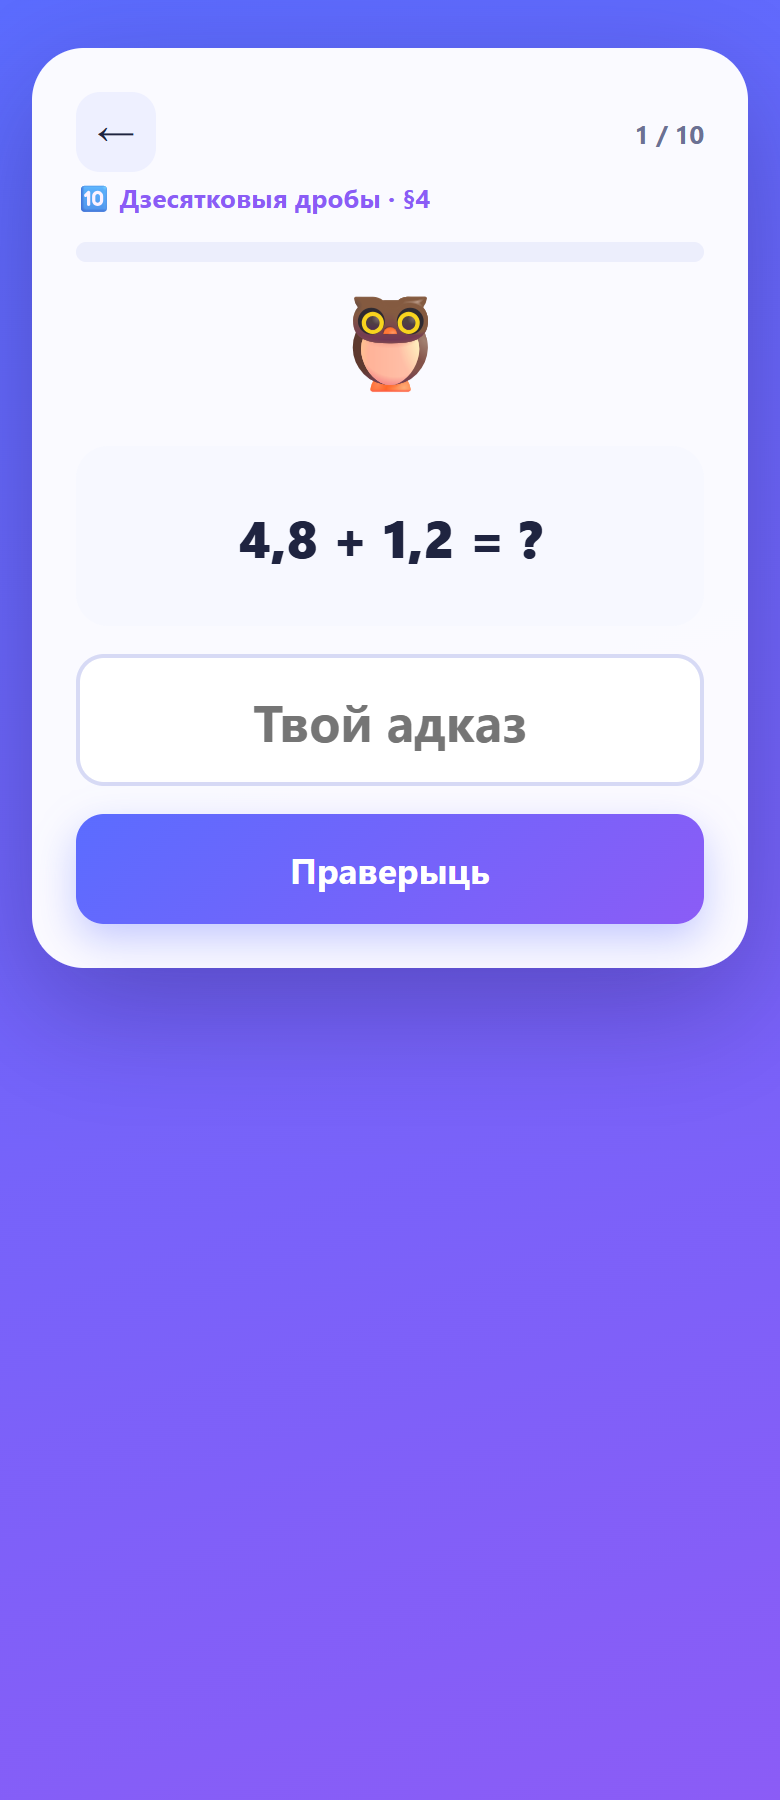 ←
1 / 10
🔟 Дзесятковыя дробы · §4
4,8 + 1,2 = ?
Твой адказ
Праверыць